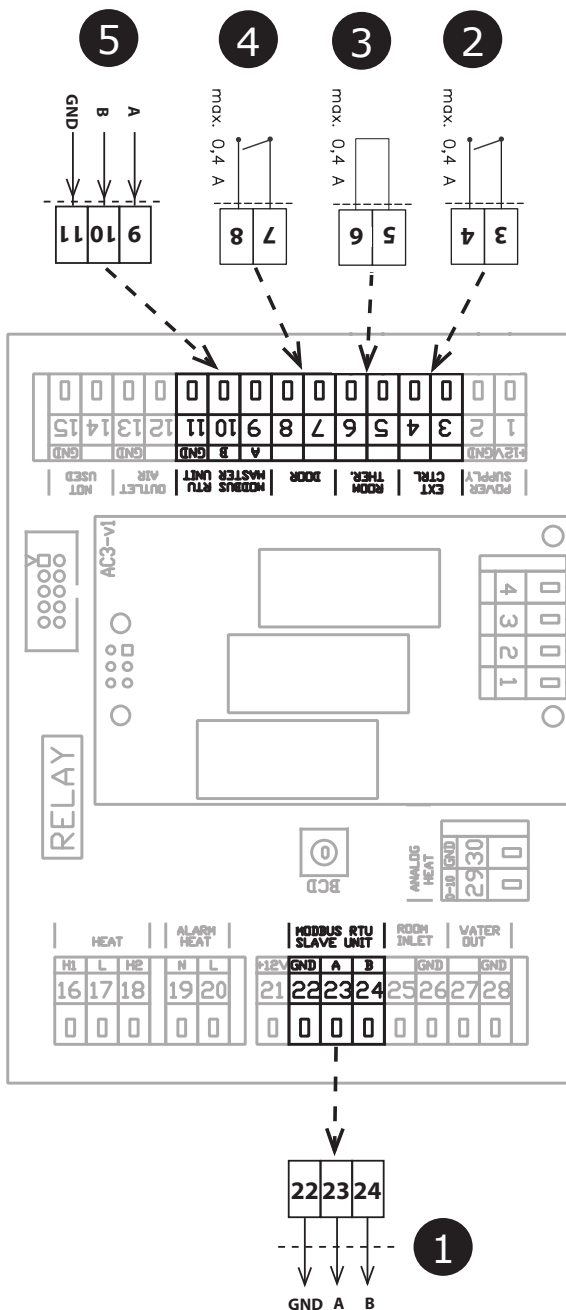 5 4 3 2
GND B A
max. 0,4 A
max. 0,4 A
max. 0,4 A
11 10 9
8 7
6 5
4 3
15 14 13 12 11 10 9 8 7 6 5 4 3 2 1
GND GND GND B A GND +12V
NOT USED
OUTLET AIR
MODBUS RTU MASTER UNIT
DOOR
ROOM THER.
EXT CTRL
POWER SUPPLY
AC3-v1
4
3
2
1
RELAY
BCD
0
ANALOG HEAT
0-10 GND
29 30
HEAT
ALARM HEAT
MODBUS RTU SLAVE UNIT
ROOM INLET
WATER OUT
H1 L H2 N L +12V GND A B GND GND
16 17 18 19 20 21 22 23 24 25 26 27 28
22 23 24
1
GND A B